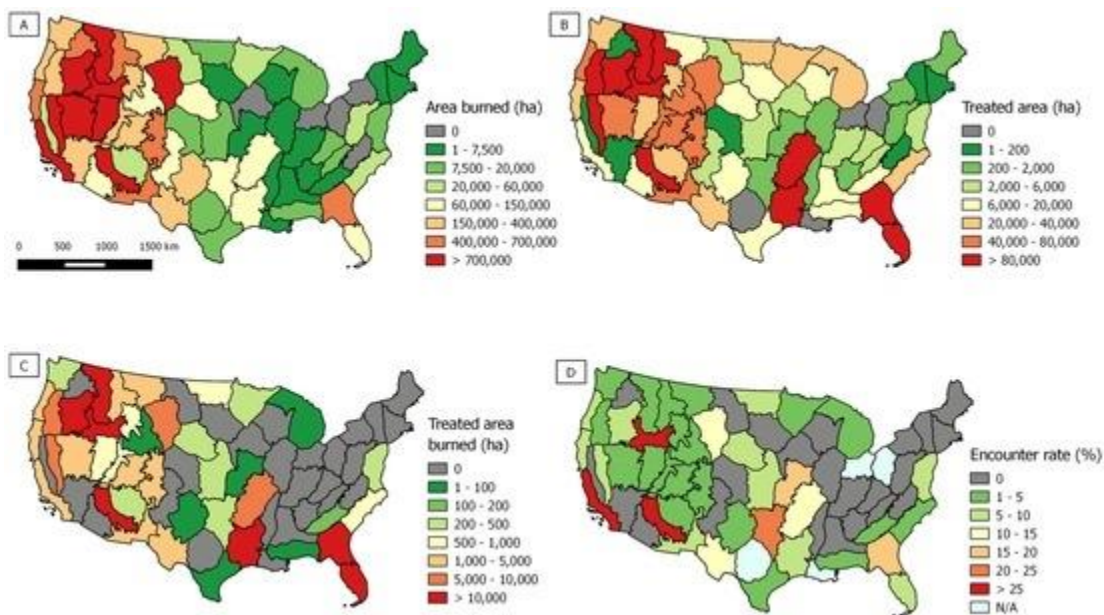 A
Area burned (ha)
0
1 - 7,500
7,500 - 20,000
20,000 - 60,000
60,000 - 150,000
150,000 - 400,000
400,000 - 700,000
> 700,000
0 500 1000 1500 km
B
Treated area (ha)
0
1 - 200
200 - 2,000
2,000 - 6,000
6,000 - 20,000
20,000 - 40,000
40,000 - 80,000
> 80,000
C
Treated area
burned (ha)
0
1 - 100
100 - 200
200 - 500
500 - 1,000
1,000 - 5,000
5,000 - 10,000
> 10,000
D
Encounter rate (%)
0
1 - 5
5 - 10
10 - 15
15 - 20
20 - 25
> 25
N/A